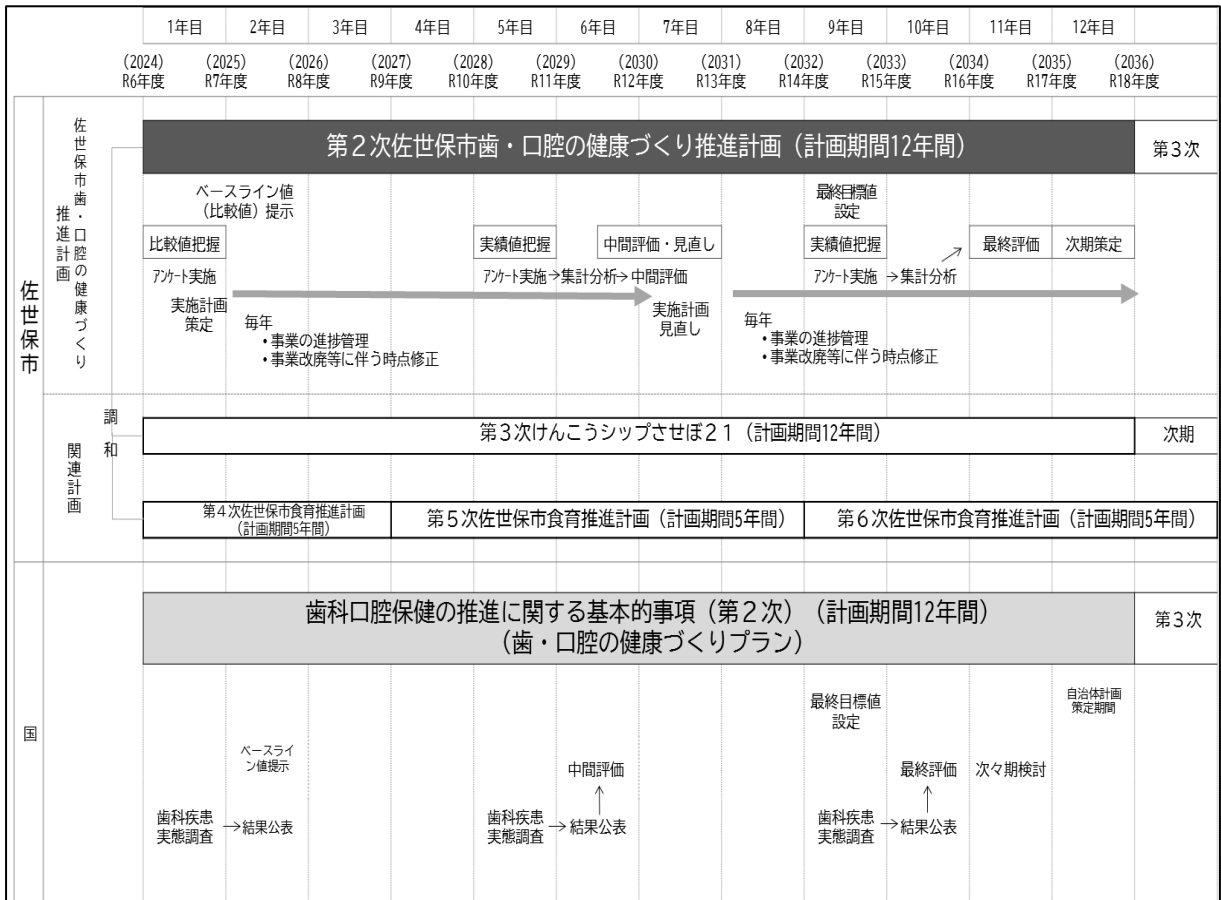 1年目 2年目 3年目 4年目 5年目 6年目 7年目 8年目 9年目 10年目 11年目 12年目
(2024) (2025) (2026) (2027) (2028) (2029) (2030) (2031) (2032) (2033) (2034) (2035) (2036)
R6年度 R7年度 R8年度 R9年度 R10年度 R11年度 R12年度 R13年度 R14年度 R15年度 R16年度 R17年度 R18年度
佐世保市
佐世保市歯・口腔の健康づくり
推進計画
第2次佐世保市歯・口腔の健康づくり推進計画（計画期間12年間）
第3次
ベースライン値
（比較値）提示
最終目標値
設定
比較値把握
実績値把握
中間評価・見直し
実績値把握
最終評価
次期策定
アンケート実施
アンケート実施→集計分析→中間評価
アンケート実施→集計分析
実施計画
策定
実施計画
見直し
毎年
・事業の進捗管理
・事業改廃等に伴う時点修正
毎年
・事業の進捗管理
・事業改廃等に伴う時点修正
調和
関連計画
第3次けんこうシップさせぼ21（計画期間12年間）
次期
第4次佐世保市食育推進計画
（計画期間5年間）
第5次佐世保市食育推進計画（計画期間5年間）
第6次佐世保市食育推進計画（計画期間5年間）
国
歯科口腔保健の推進に関する基本的事項（第2次）（計画期間12年間）
（歯・口腔の健康づくりプラン）
第3次
最終目標値
設定
自治体計画
策定期間
ベースライ
ン値提示
中間評価
最終評価
次々期検討
歯科疾患
実態調査
→結果公表
歯科疾患
実態調査
→結果公表
歯科疾患
実態調査
→結果公表